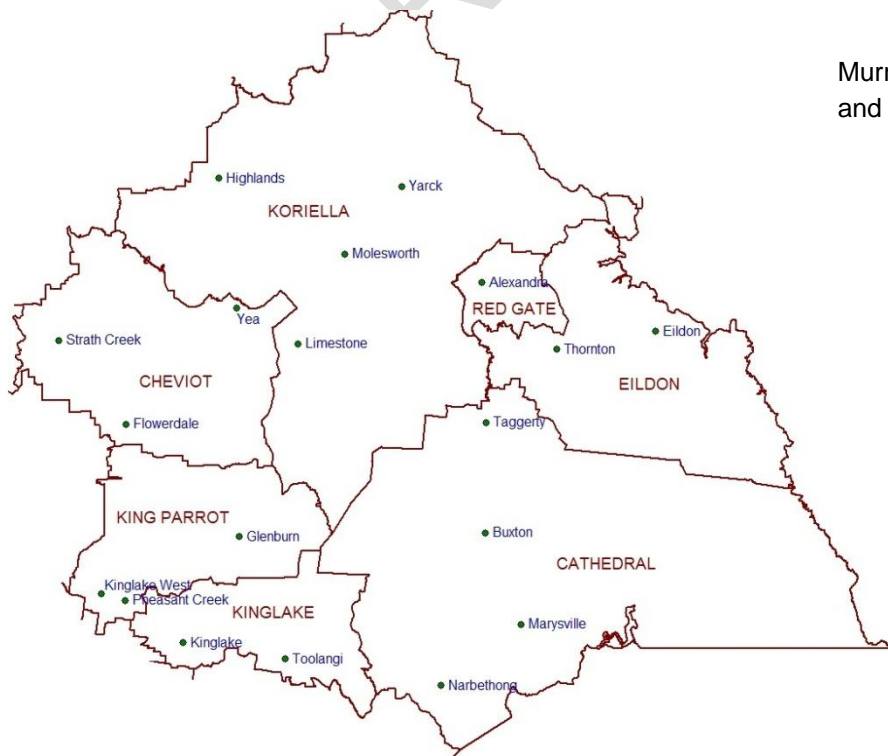 Murr
and
Highlands
Yarck
KORIELLA
Molesworth
Alexandra
RED GATE
Yea
Strath Creek
Limestone
Eildon
Thornton
CHEVIOT
EILDON
Flowerdale
Taggerty
KING PARROT
Glenburn
Buxton
CATHEDRAL
Kinglake West
Pheasant Creek
KINGLAKE
Marysville
Kinglake
Toolangi
Narbethong